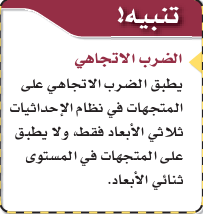 تنبيه!
الضرب الاتجاهي
يطبق الضرب الاتجاهي على
المتجهات في نظام الإحداثيات
ثلاثي الأبعاد فقط، ولا يطبق
على المتجهات في المستوى
ثنائي الأبعاد.